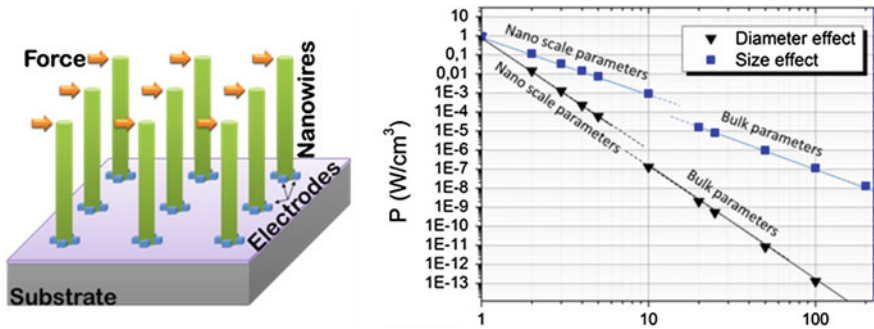 Force
Nanowires
Electrodes
Substrate
P (W/cm³)
1
0,1
0,01
1E-3
1E-4
1E-5
1E-6
1E-7
1E-8
1E-9
1E-10
1E-11
1E-12
1E-13
Nano scale parameters
Nano scale parameters
Bulk parameters
Bulk parameters
Diameter effect
Size effect
1
10
100